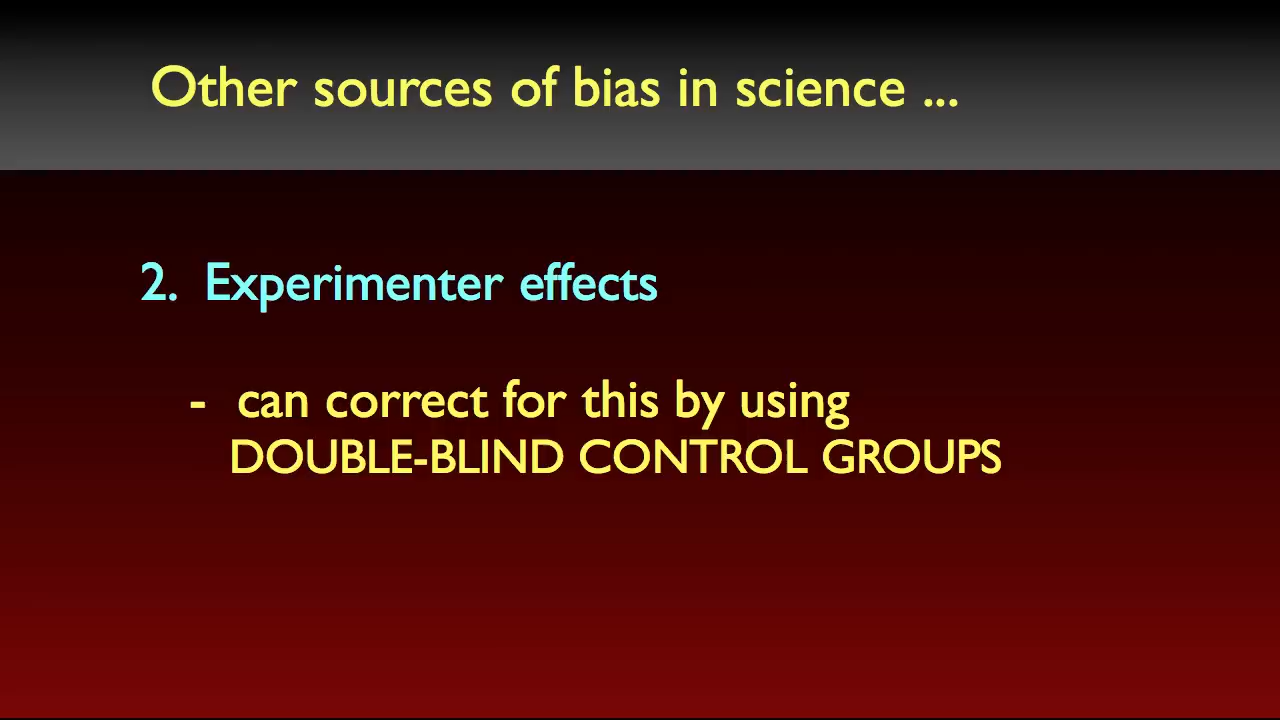 Other sources of bias in science ...
2. Experimenter effects
- can correct for this by using
DOUBLE-BLIND CONTROL GROUPS